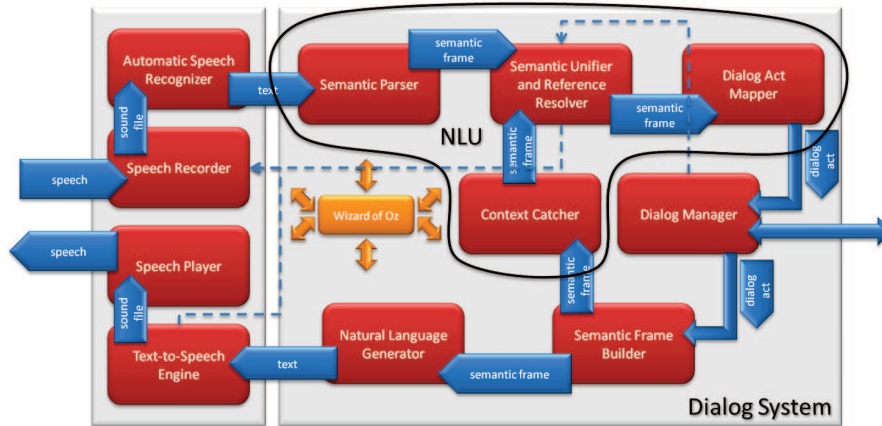 semantic
frame
Automatic Speech
Recognizer
text
Semantic Parser
Semantic Unifier
and Reference
Resolver
Dialog Act
Mapper
semantic
frame
sound
file
NLU
semantic
frame
dialog
act
speech
Speech Recorder
Wizard of Oz
Context Catcher
Dialog Manager
speech
Speech Player
semantic
frame
dialog
act
sound
file
Text-to-Speech
Engine
text
Natural Language
Generator
semantic frame
Semantic Frame
Builder
Dialog System